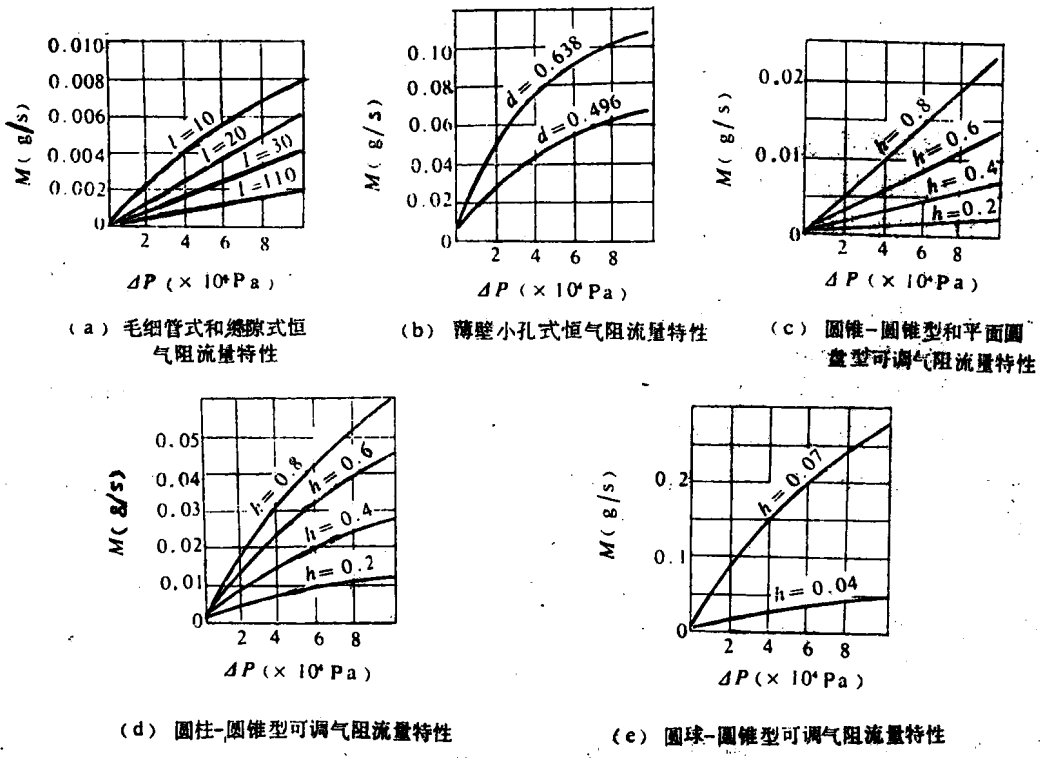 0.010
0.008
0.006
0.004
0.002
0
M ( g/s )
l=10
l=20
l=30
l=110
2 4 6 8
ΔP ( × 10⁴ Pa )
(a) 毛细管式和缝隙式恒
气阻流量特性
0.10
0.08
0.06
0.04
0.02
0
M ( g/s )
d=0.638
d=0.496
2 4 6 8
ΔP ( × 10⁴ Pa )
(b) 薄壁小孔式恒气阻流量特性
0.02
0.01
0
M ( g/s )
h=0.8
h=0.6
h=0.4
h=0.2
2 4 6 8
ΔP ( × 10⁴ Pa )
(c) 圆锥-圆锥型和平面圆
盘型可调气阻流量特性
0.05
0.04
0.03
0.02
0.01
0
M ( g/s )
h=0.8
h=0.6
h=0.4
h=0.2
2 4 6 8
ΔP ( × 10⁴ Pa )
(d) 圆柱-圆锥型可调气阻流量特性
0.2
0.1
0
M ( g/s )
h=0.07
h=0.04
2 4 6 8
ΔP ( × 10⁴ Pa )
(e) 圆球-圆锥型可调气阻流量特性